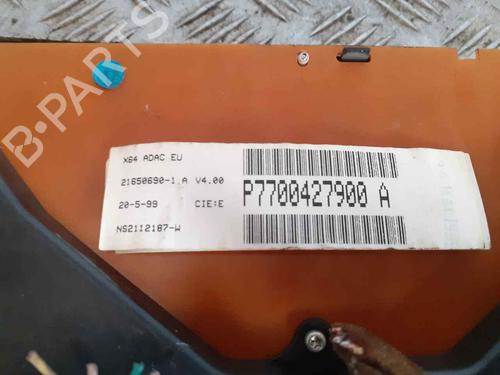 B-PARTS
X64 ADAC EU
21650690-1 A V4.00
20-5-99 CIE:E
NS2112187-W
P7700427900 A